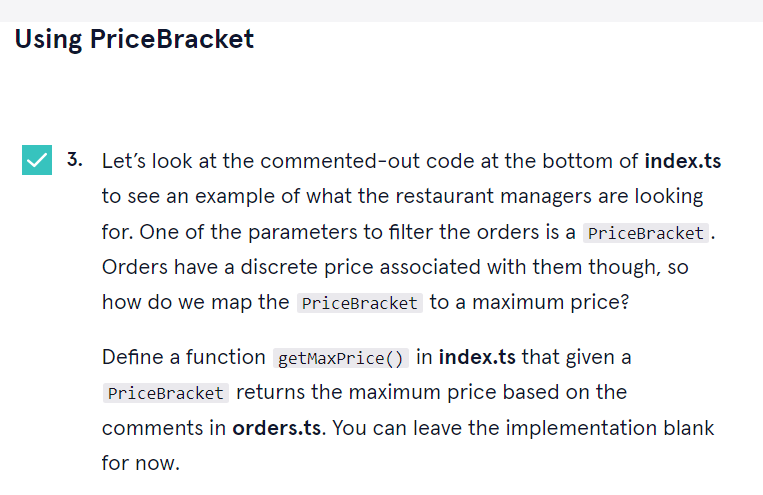 Using PriceBracket
3. Let’s look at the commented-out code at the bottom of index.ts
to see an example of what the restaurant managers are looking
for. One of the parameters to filter the orders is a PriceBracket.
Orders have a discrete price associated with them though, so
how do we map the PriceBracket to a maximum price?
Define a function getMaxPrice() in index.ts that given a
PriceBracket returns the maximum price based on the
comments in orders.ts. You can leave the implementation blank
for now.